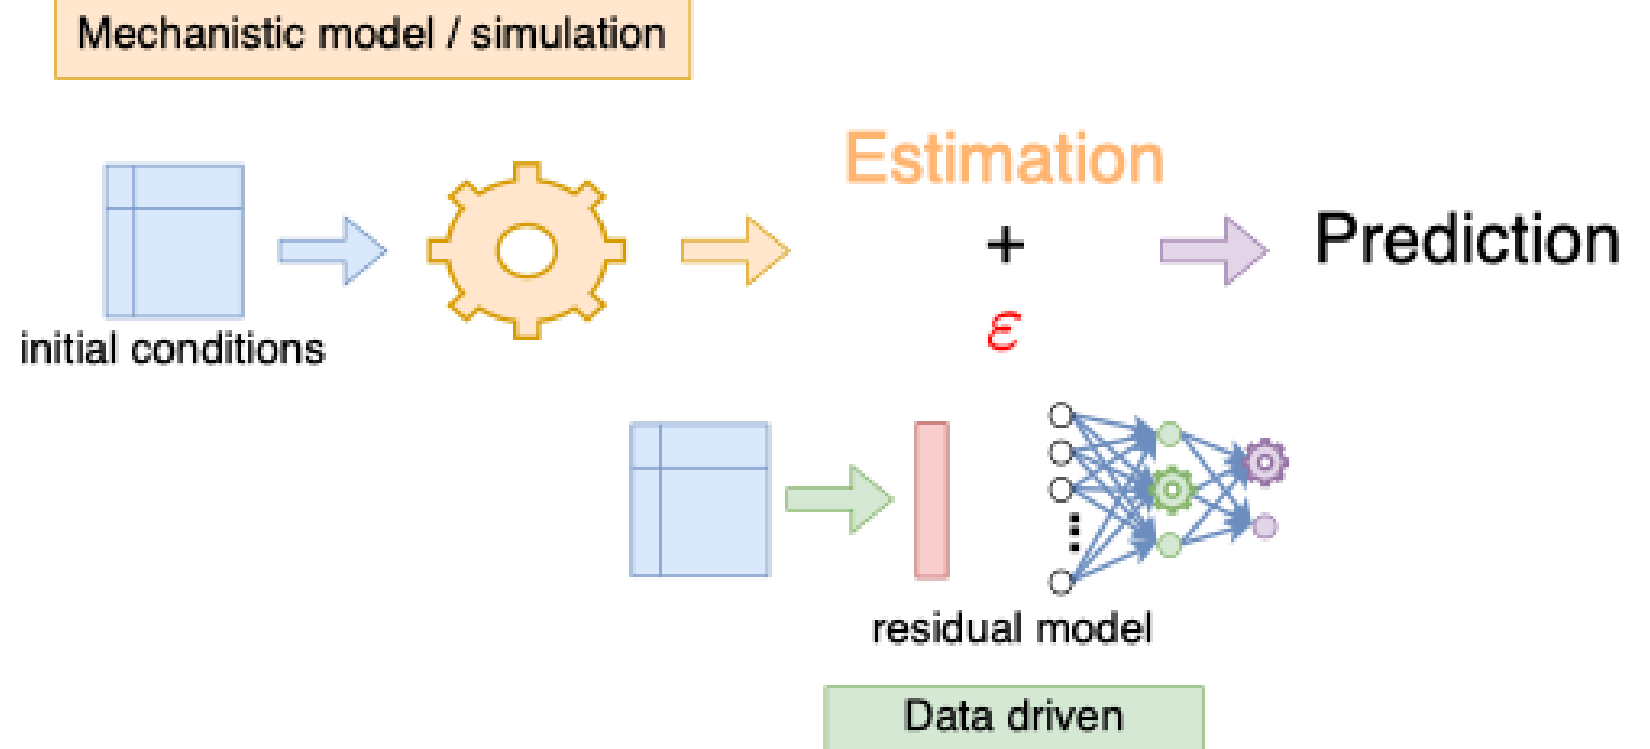 Mechanistic model / simulation
Estimation
+
ε
Prediction
initial conditions
residual model
Data driven